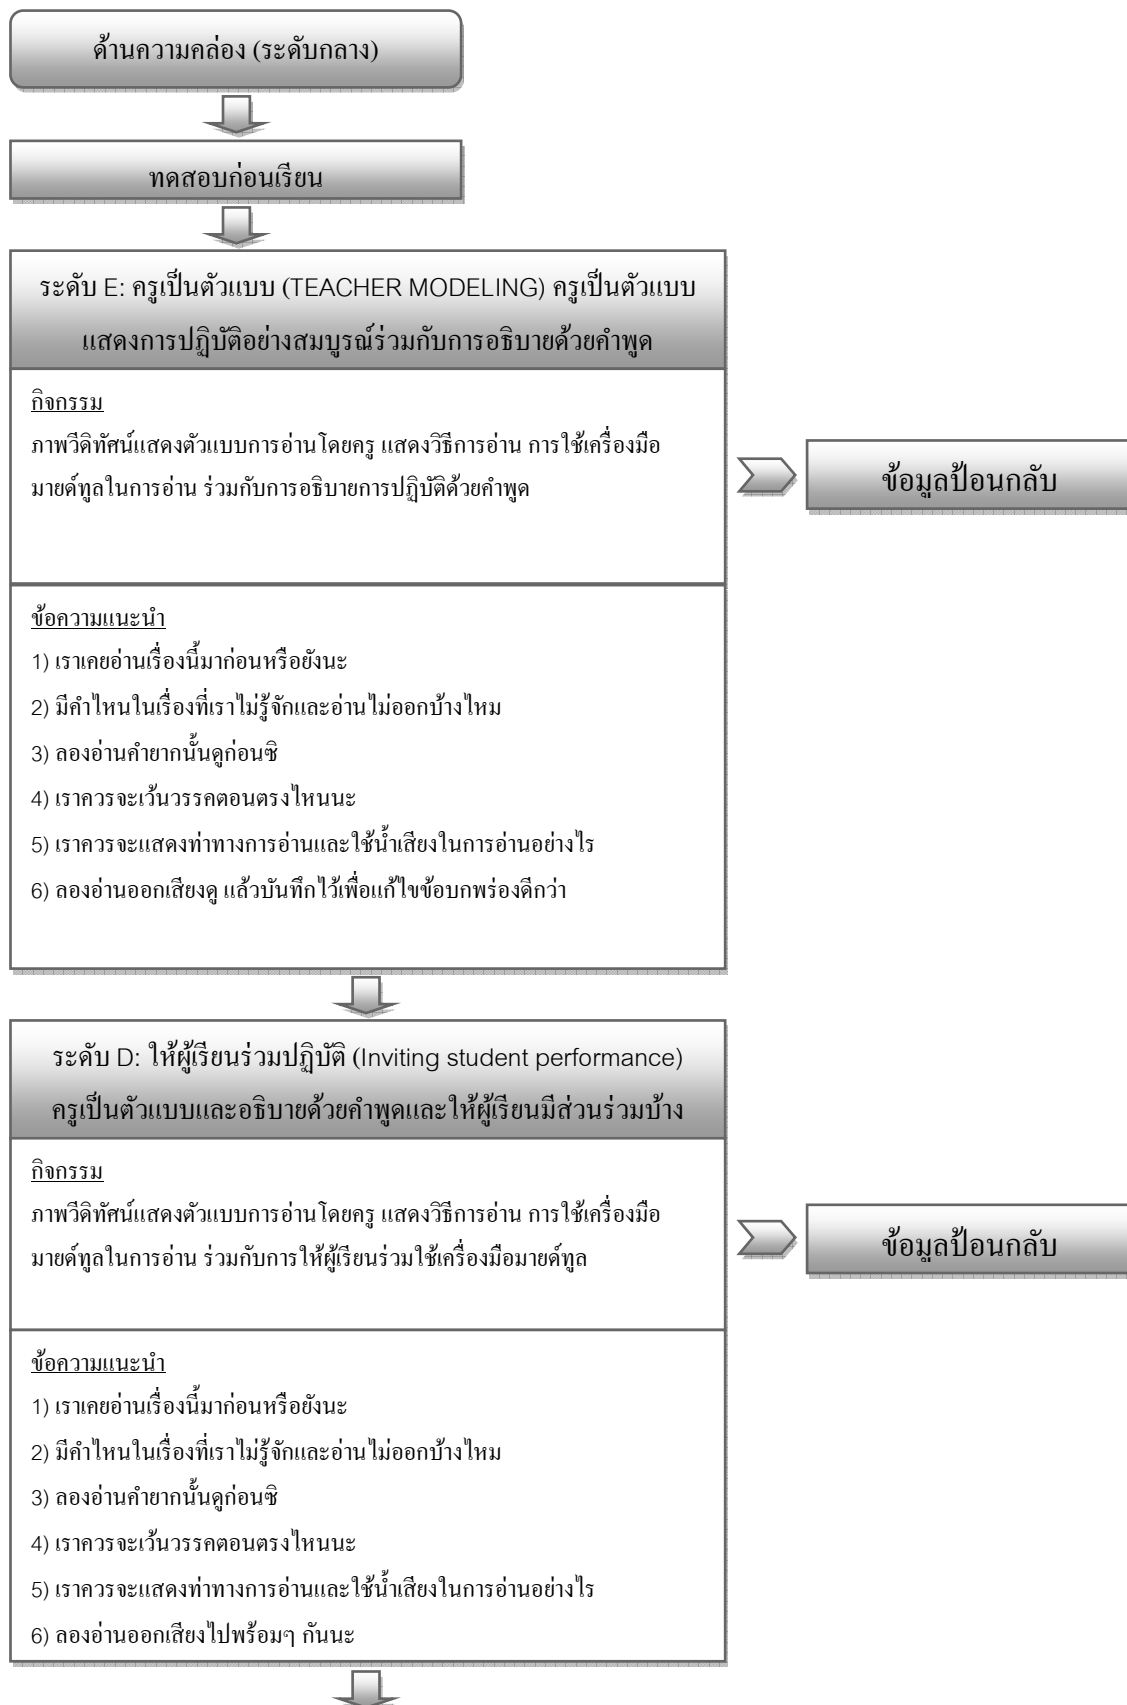 ด้านความคล่อง (ระดับกลาง)
ทดสอบก่อนเรียน
ระดับ E: ครูเป็นตัวแบบ (TEACHER MODELING) ครูเป็นตัวแบบ
แสดงการปฏิบัติอย่างสมบูรณ์ร่วมกับการอธิบายด้วยคำพูด
กิจกรรม
ภาพวีดิทัศน์แสดงตัวแบบการอ่านโดยครู แสดงวิธีการอ่าน การใช้เครื่องมือ
มายด์ทูลในการอ่าน ร่วมกับการอธิบายการปฏิบัติด้วยคำพูด
ข้อมูลป้อนกลับ
ข้อความแนะนำ
1) เราเคยอ่านเรื่องนี้มาก่อนหรือยังนะ
2) มีคำไหนในเรื่องที่เราไม่รู้จักและอ่านไม่ออกบ้างไหม
3) ลองอ่านคำยากนั้นดูก่อนซิ
4) เราควรจะเว้นวรรคตอนตรงไหนนะ
5) เราควรจะแสดงท่าทางการอ่านและใช้น้ำเสียงในการอ่านอย่างไร
6) ลองอ่านออกเสียงดู แล้วบันทึกไว้เพื่อแก้ไขข้อบกพร่องดีกว่า
ระดับ D: ให้ผู้เรียนร่วมปฏิบัติ (Inviting student performance)
ครูเป็นตัวแบบและอธิบายด้วยคำพูดและให้ผู้เรียนมีส่วนร่วมบ้าง
กิจกรรม
ภาพวีดิทัศน์แสดงตัวแบบการอ่านโดยครู แสดงวิธีการอ่าน การใช้เครื่องมือ
มายด์ทูลในการอ่าน ร่วมกับการให้ผู้เรียนร่วมใช้เครื่องมือมายด์ทูล
ข้อมูลป้อนกลับ
ข้อความแนะนำ
1) เราเคยอ่านเรื่องนี้มาก่อนหรือยังนะ
2) มีคำไหนในเรื่องที่เราไม่รู้จักและอ่านไม่ออกบ้างไหม
3) ลองอ่านคำยากนั้นดูก่อนซิ
4) เราควรจะเว้นวรรคตอนตรงไหนนะ
5) เราควรจะแสดงท่าทางการอ่านและใช้น้ำเสียงในการอ่านอย่างไร
6) ลองอ่านออกเสียงไปพร้อมๆ กันนะ